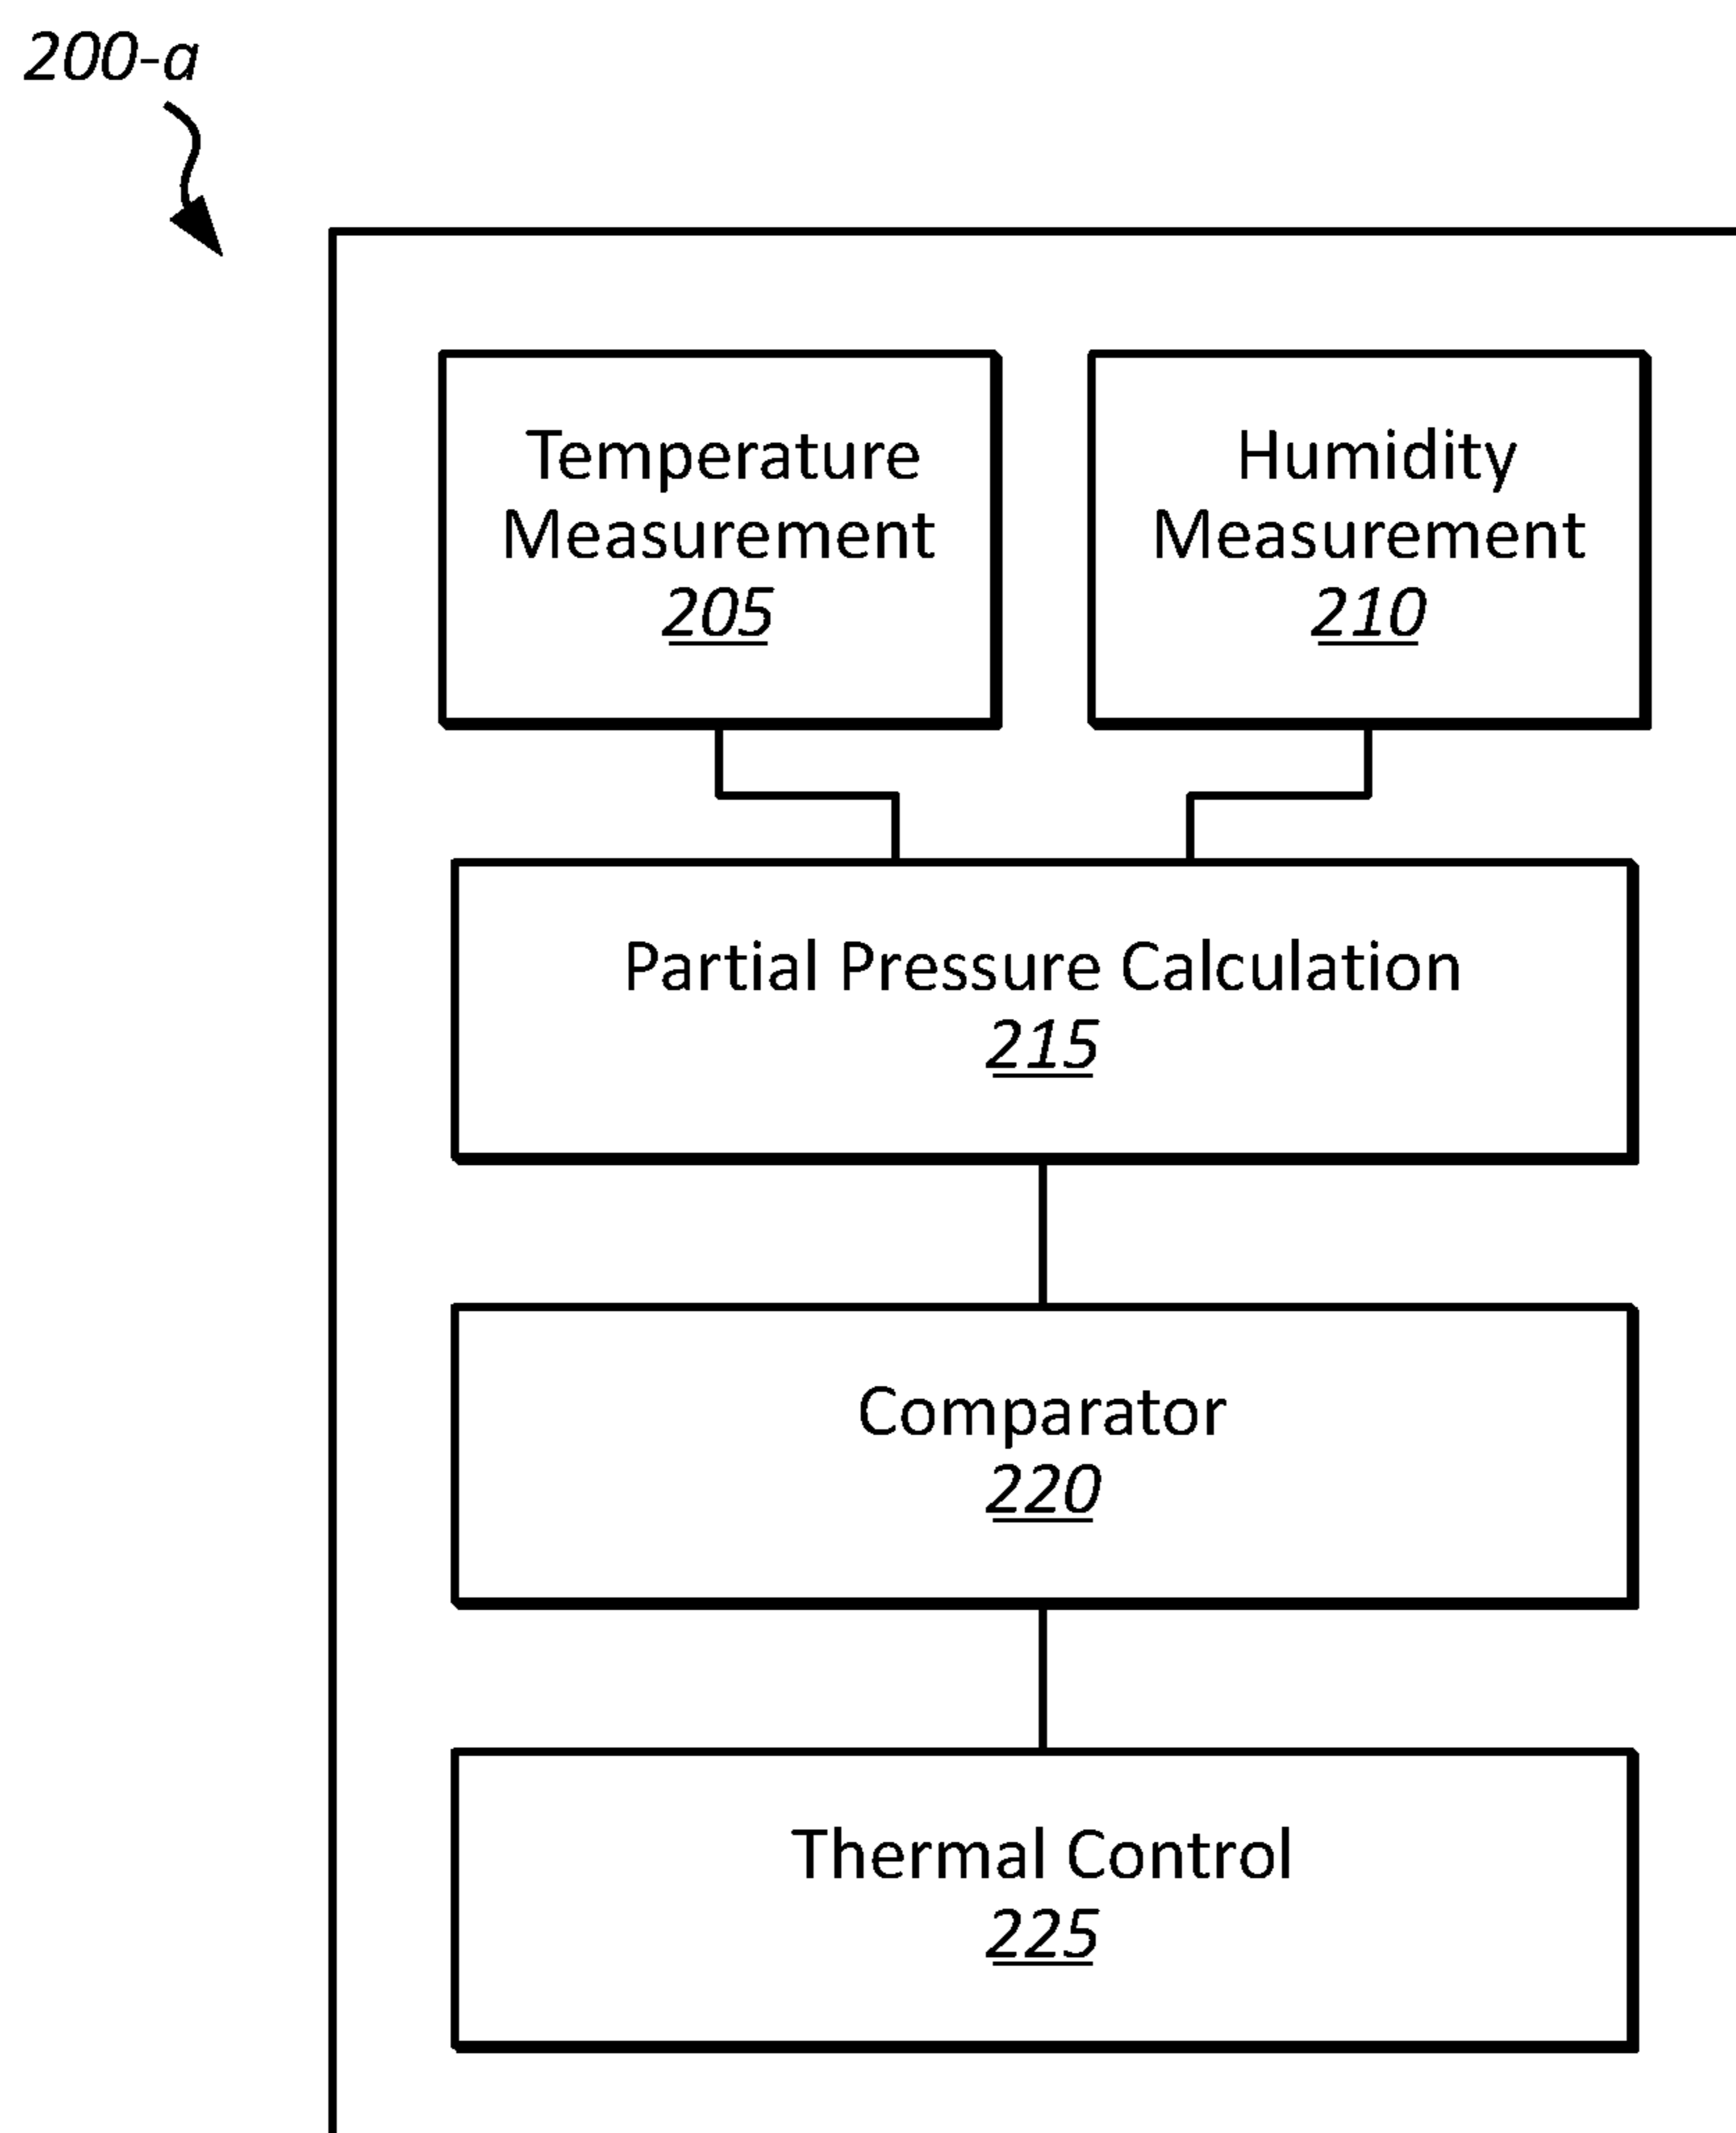 200-a
Temperature
Measurement
205
Humidity
Measurement
210
Partial Pressure Calculation
215
Comparator
220
Thermal Control
225